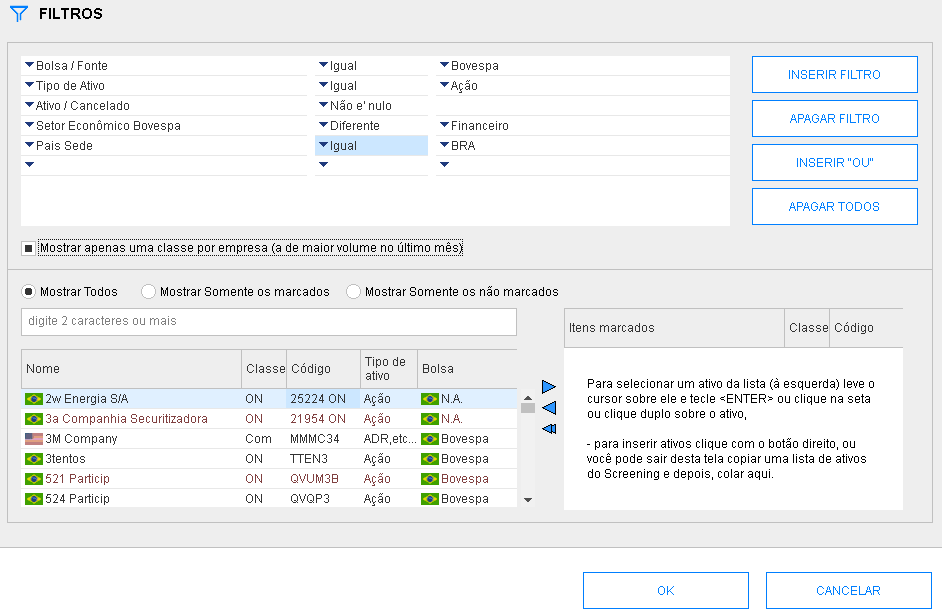 FILTROS
Bolsa / Fonte Igual Bovespa
Tipo de Ativo Igual Ação
Ativo / Cancelado Não e' nulo
Setor Econômico Bovespa Diferente Financeiro
Pais Sede Igual BRA
INSERIR FILTRO
APAGAR FILTRO
INSERIR "OU"
APAGAR TODOS
Mostrar apenas uma classe por empresa (a de maior volume no último mês)
Mostrar Todos Mostrar Somente os marcados Mostrar Somente os não marcados
digite 2 caracteres ou mais
Nome Classe Código Tipo de ativo Bolsa
2w Energia S/A ON 25224 ON Ação N.A.
3a Companhia Securitizadora ON 21954 ON Ação N.A.
3M Company Com MMMC34 ADR,etc... Bovespa
3tentos ON TTEN3 Ação Bovespa
521 Particip ON QVUM3B Ação Bovespa
524 Particip ON QVQP3 Ação Bovespa
Itens marcados Classe Código
Para selecionar um ativo da lista (à esquerda) leve o
cursor sobre ele e tecle <ENTER> ou clique na seta
ou clique duplo sobre o ativo,
- para inserir ativos clique com o botão direito, ou
você pode sair desta tela, copiar uma lista de ativos
do Screening e depois, colar aqui.
OK CANCELAR